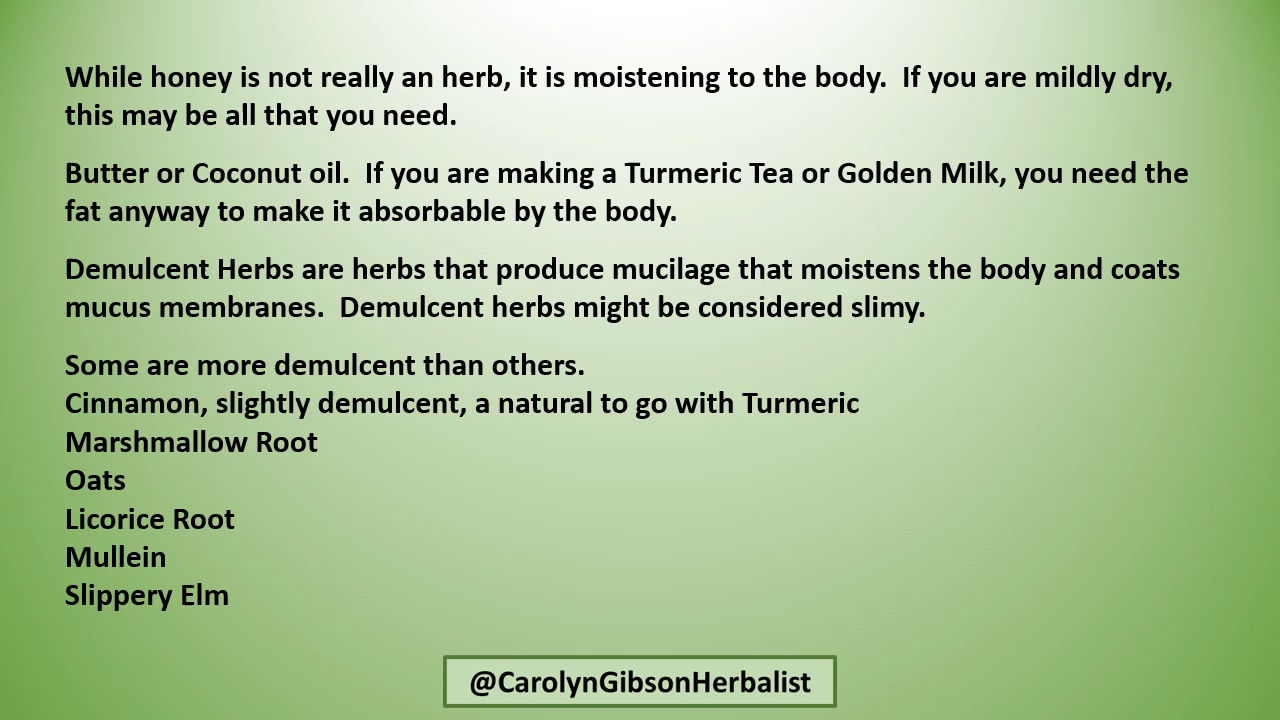 While honey is not really an herb, it is moistening to the body.  If you are mildly dry,
this may be all that you need.
Butter or Coconut oil.  If you are making a Turmeric Tea or Golden Milk, you need the
fat anyway to make it absorbable by the body.
Demulcent Herbs are herbs that produce mucilage that moistens the body and coats
mucus membranes.  Demulcent herbs might be considered slimy.
Some are more demulcent than others.
Cinnamon, slightly demulcent, a natural to go with Turmeric
Marshmallow Root
Oats
Licorice Root
Mullein
Slippery Elm
@CarolynGibsonHerbalist